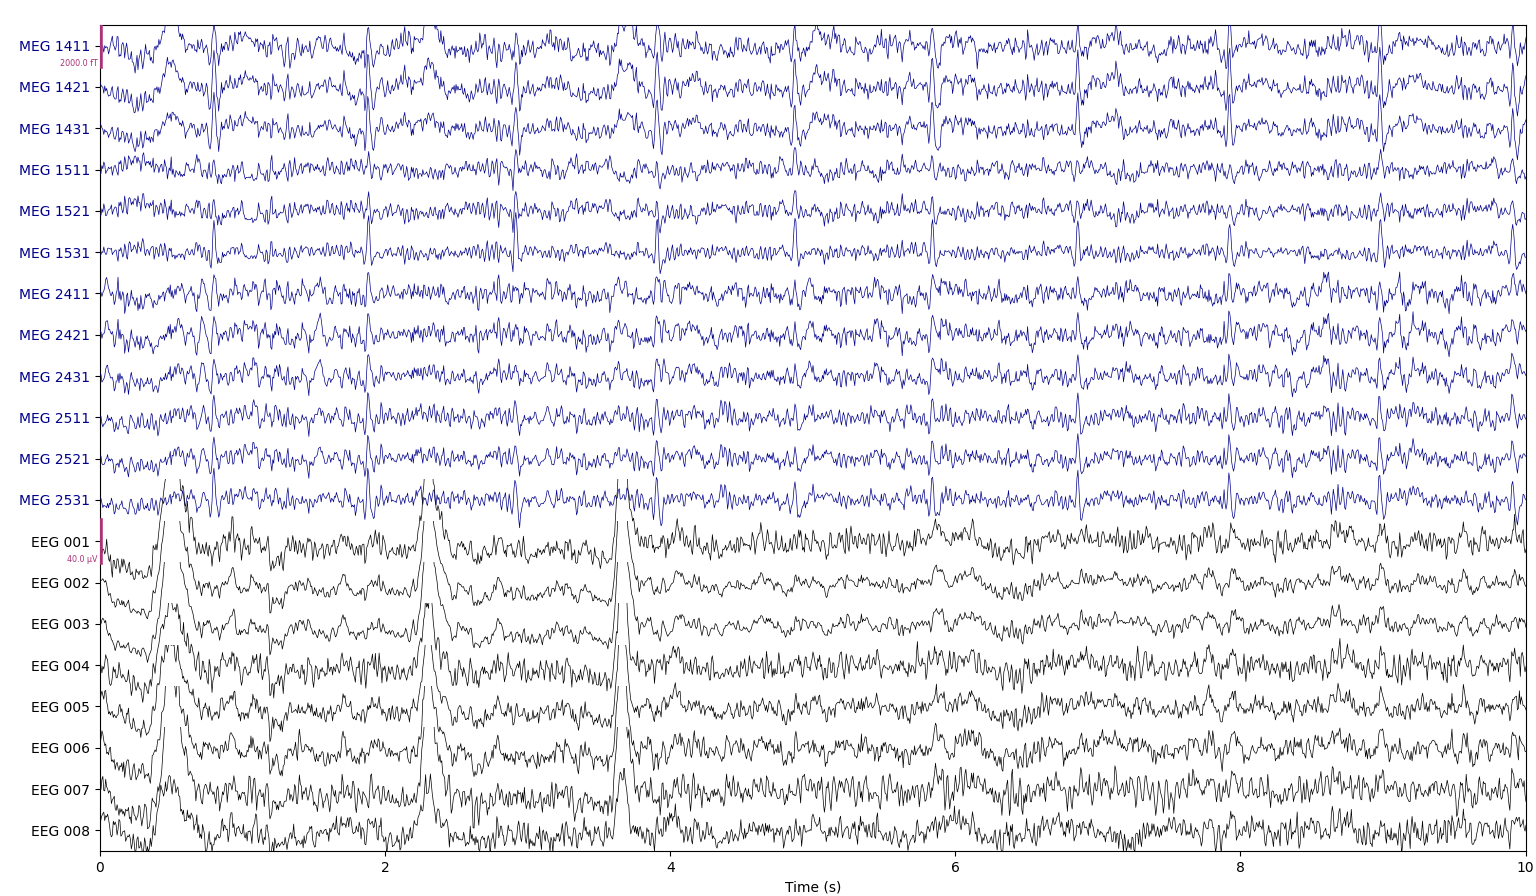 MEG 1411
2000.0 fT
MEG 1421
MEG 1431
MEG 1511
MEG 1521
MEG 1531
MEG 2411
MEG 2421
MEG 2431
MEG 2511
MEG 2521
MEG 2531
EEG 001
40.0 µV
EEG 002
EEG 003
EEG 004
EEG 005
EEG 006
EEG 007
EEG 008
0 2 4 6 8 10
Time (s)